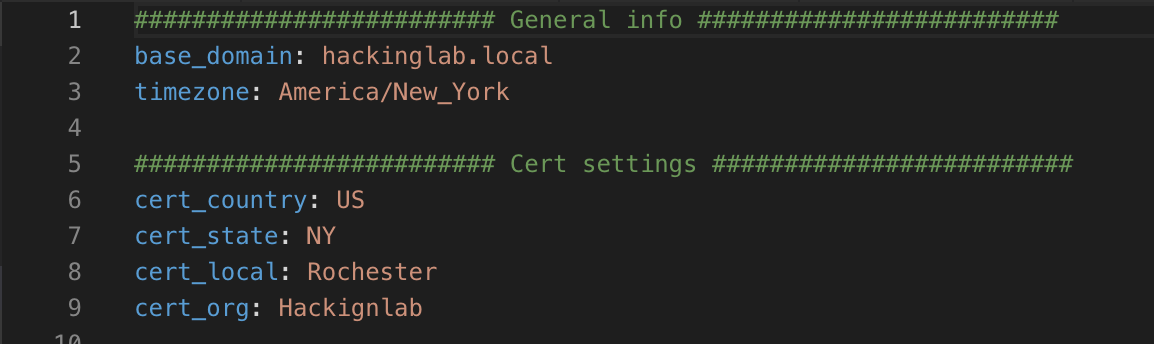 1 ######################### General info #########################
2 base_domain: hackinglab.local
3 timezone: America/New_York
4
5 ######################### Cert settings #########################
6 cert_country: US
7 cert_state: NY
8 cert_local: Rochester
9 cert_org: Hackignlab
10